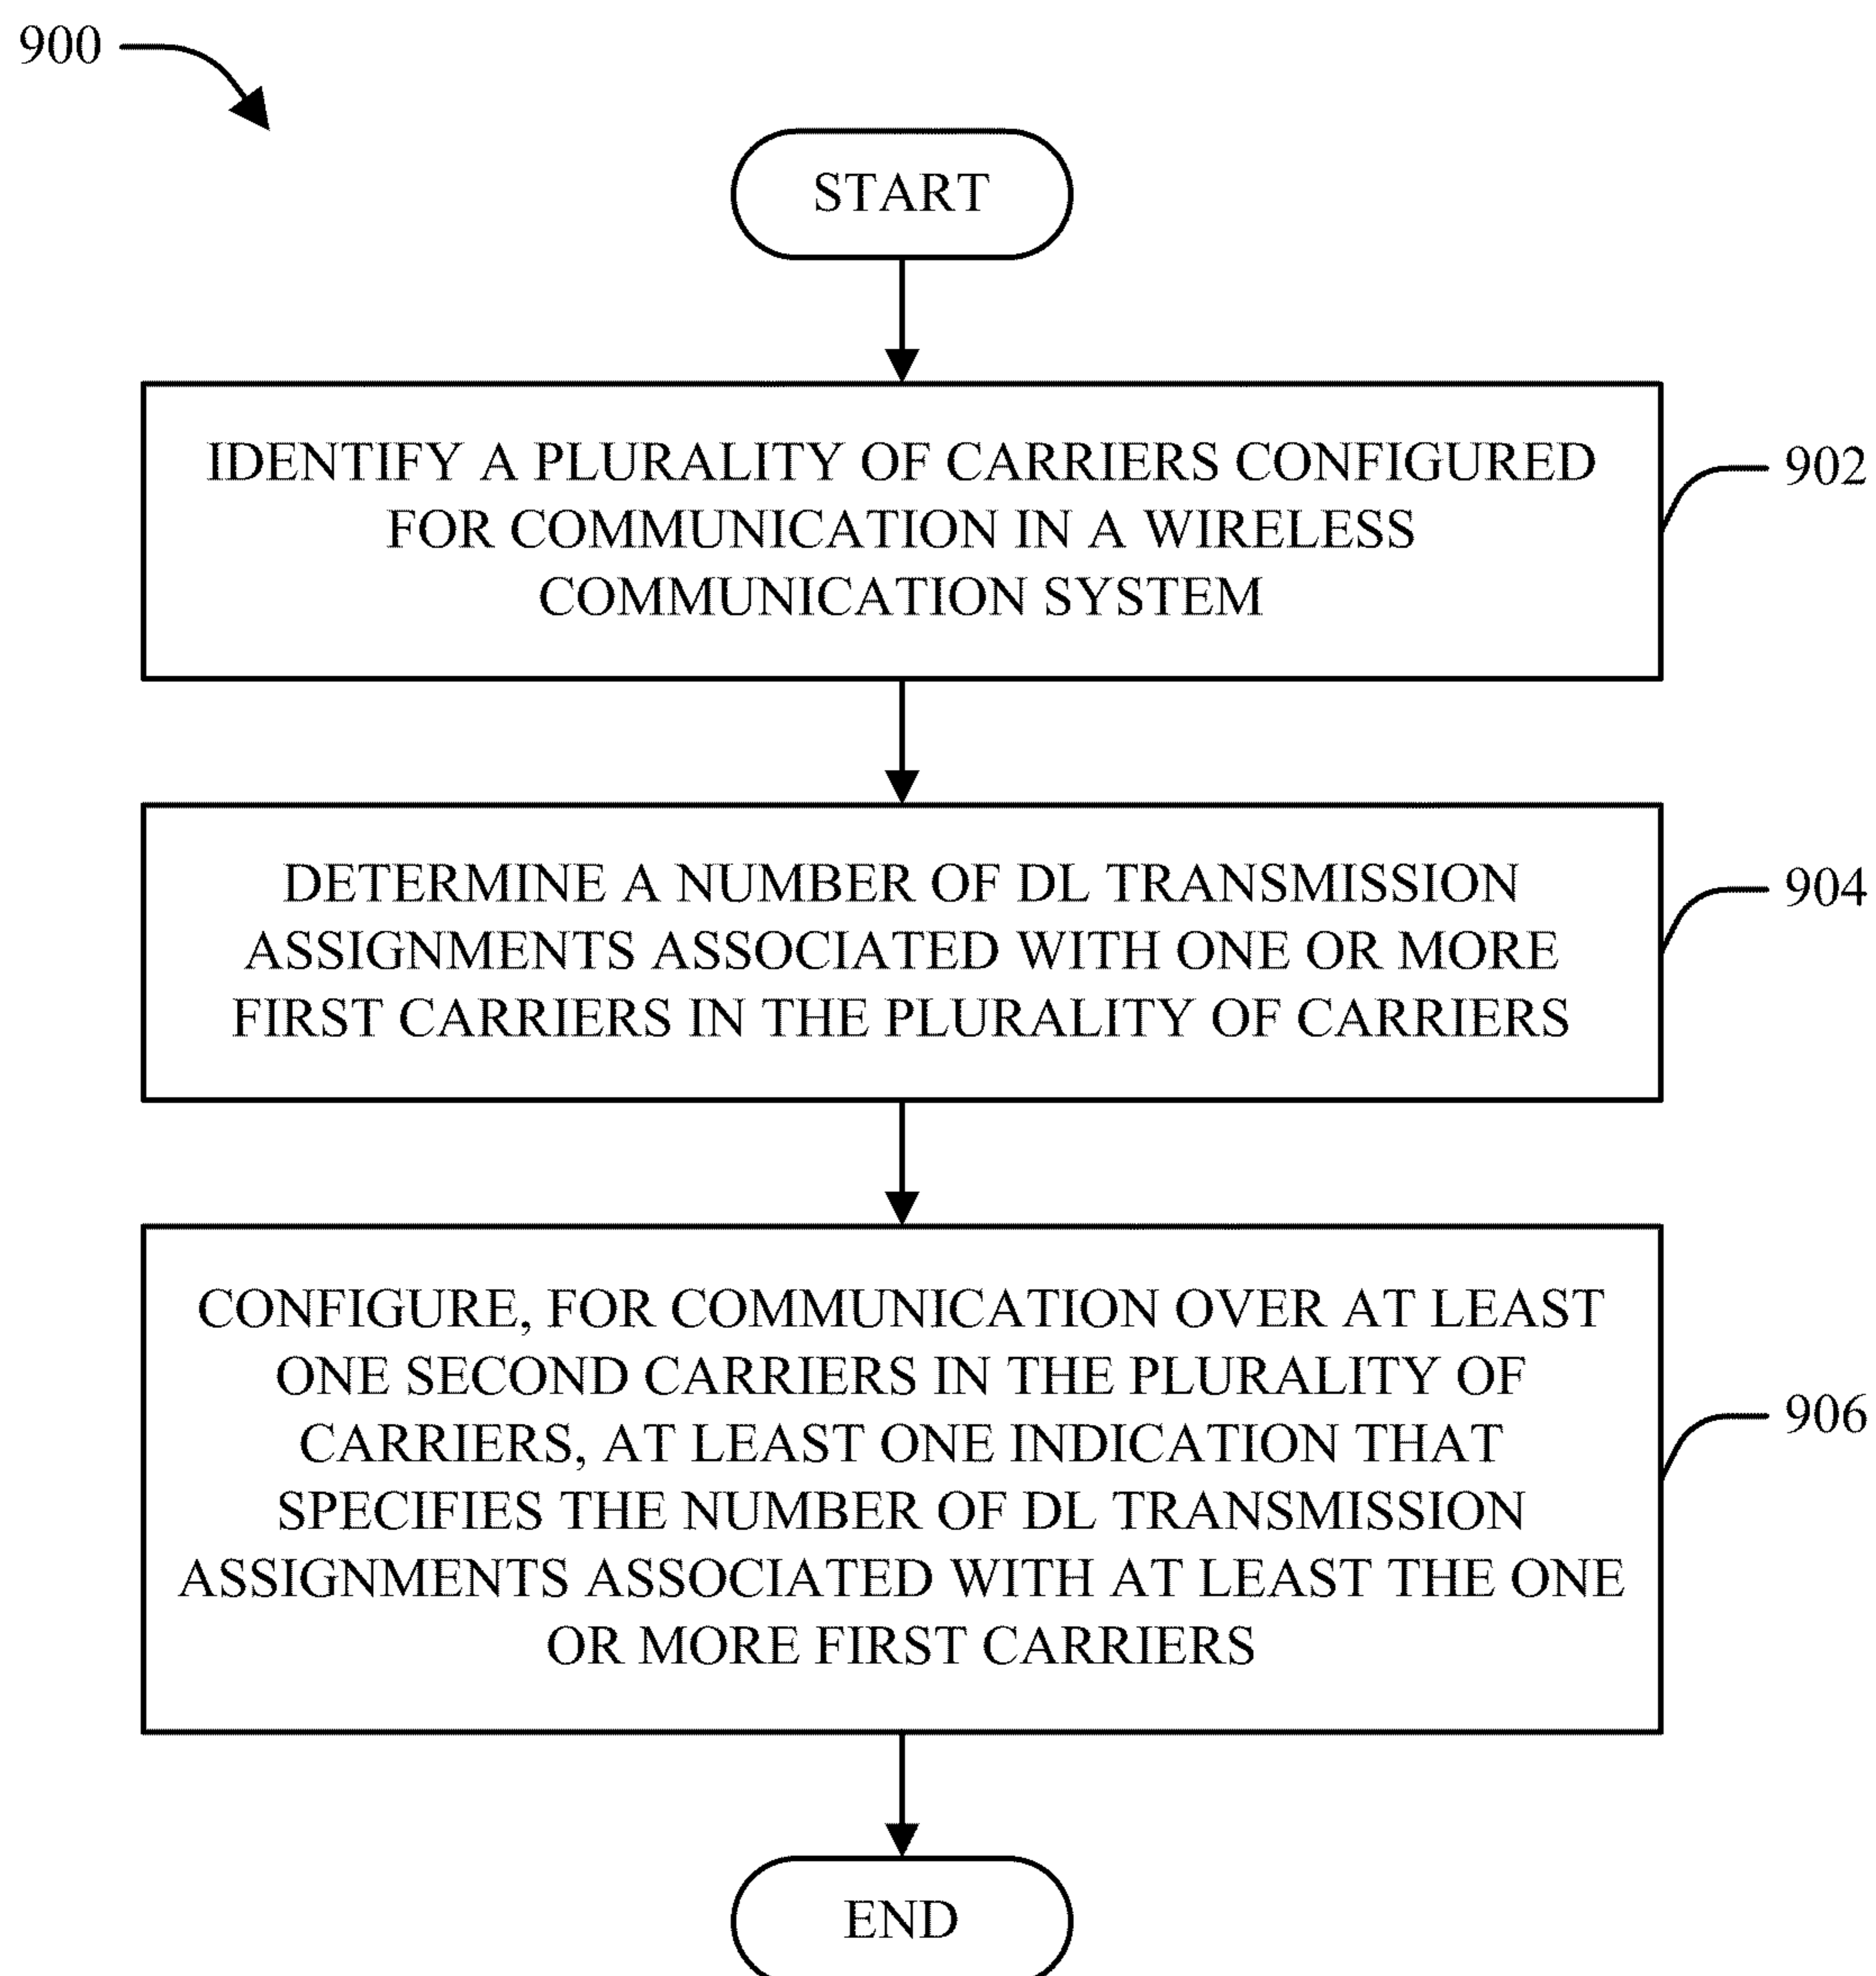 900
START
IDENTIFY A PLURALITY OF CARRIERS CONFIGURED
FOR COMMUNICATION IN A WIRELESS
COMMUNICATION SYSTEM
902
DETERMINE A NUMBER OF DL TRANSMISSION
ASSIGNMENTS ASSOCIATED WITH ONE OR MORE
FIRST CARRIERS IN THE PLURALITY OF CARRIERS
904
CONFIGURE, FOR COMMUNICATION OVER AT LEAST
ONE SECOND CARRIERS IN THE PLURALITY OF
CARRIERS, AT LEAST ONE INDICATION THAT
SPECIFIES THE NUMBER OF DL TRANSMISSION
ASSIGNMENTS ASSOCIATED WITH AT LEAST THE ONE
OR MORE FIRST CARRIERS
906
END